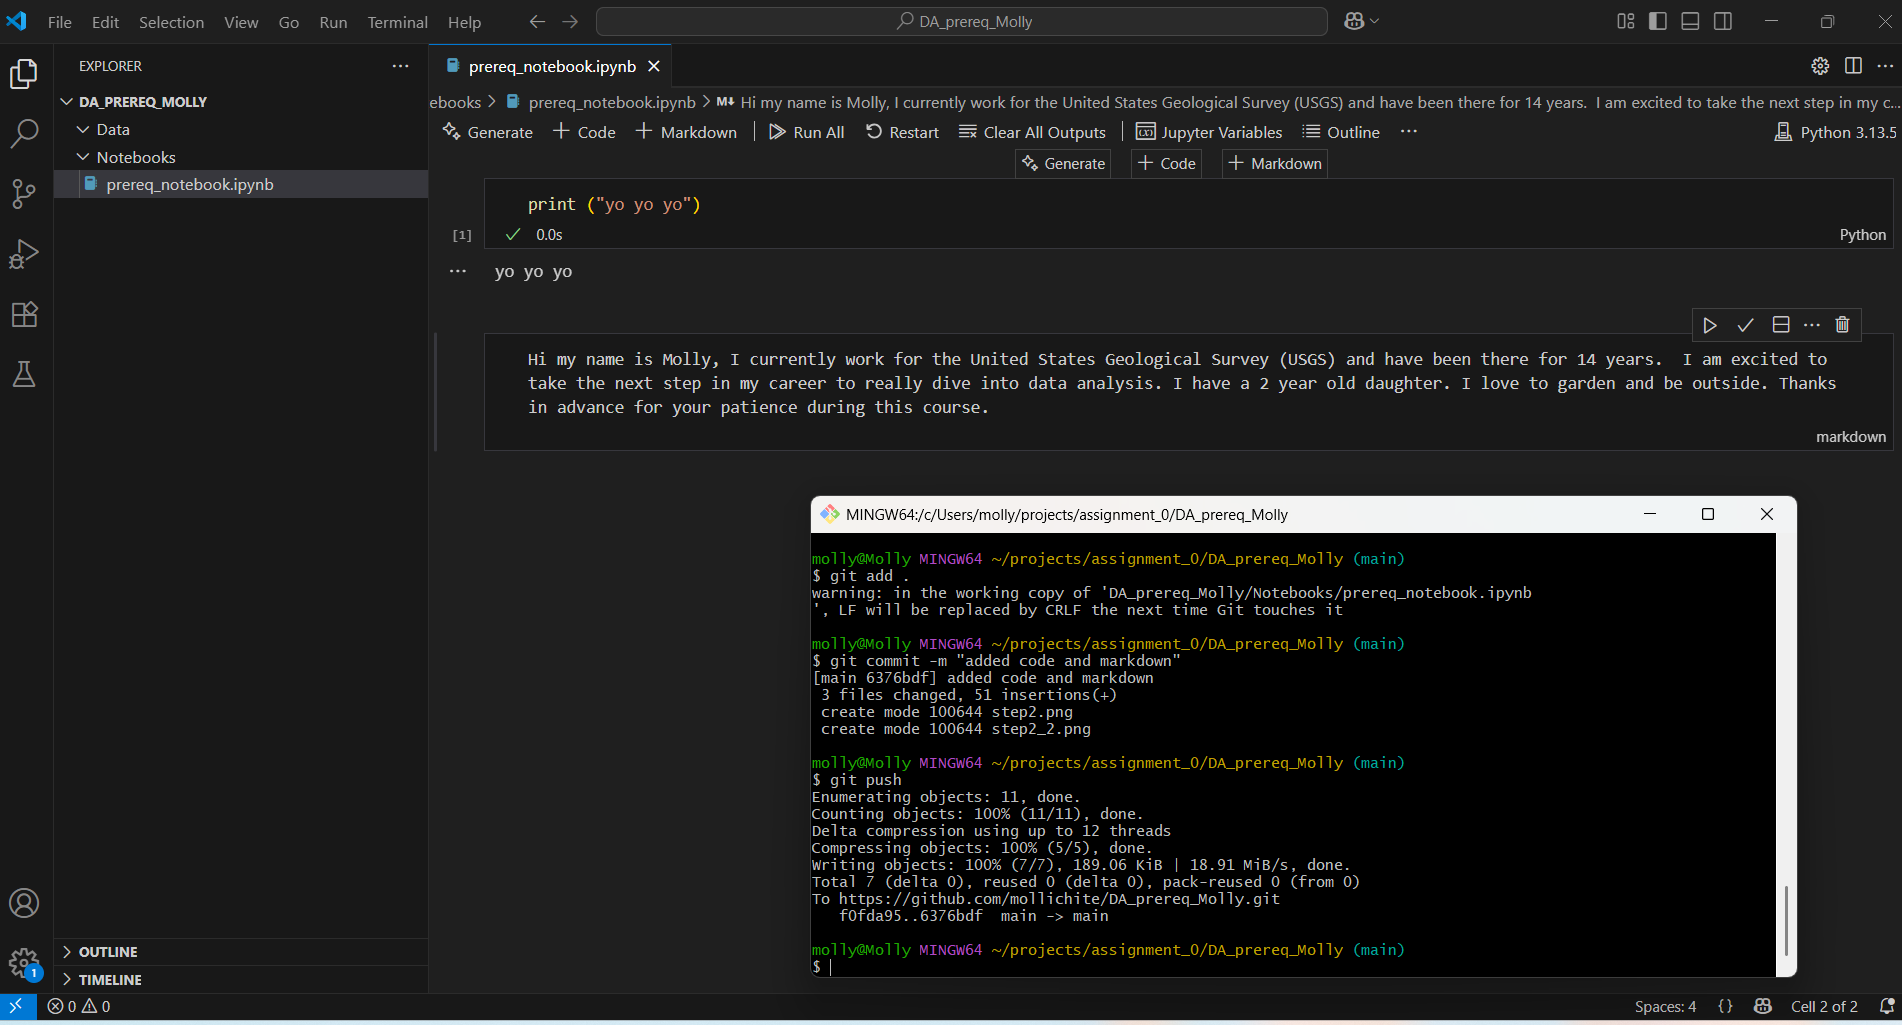 File Edit Selection View Go Run Terminal Help DA_prereq_Molly
EXPLORER
DA_PREREQ_MOLLY
Data
Notebooks
prereq_notebook.ipynb
OUTLINE
TIMELINE
prereq_notebook.ipynb
ebooks > prereq_notebook.ipynb > M↓ Hi my name is Molly, I currently work for the United States Geological Survey (USGS) and have been there for 14 years.  I am excited to take the next step in my c...
Generate + Code + Markdown | Run All Restart Clear All Outputs | Jupyter Variables Outline ... Python 3.13.5
Generate + Code + Markdown
print ("yo yo yo")
[1] 0.0s Python
yo yo yo
Hi my name is Molly, I currently work for the United States Geological Survey (USGS) and have been there for 14 years.  I am excited to
take the next step in my career to really dive into data analysis. I have a 2 year old daughter. I love to garden and be outside. Thanks
in advance for your patience during this course.
markdown
MINGW64:/c/Users/molly/projects/assignment_0/DA_prereq_Molly
molly@Molly MINGW64 ~/projects/assignment_0/DA_prereq_Molly (main)
$ git add .
warning: in the working copy of 'DA_prereq_Molly/Notebooks/prereq_notebook.ipynb
', LF will be replaced by CRLF the next time Git touches it
molly@Molly MINGW64 ~/projects/assignment_0/DA_prereq_Molly (main)
$ git commit -m "added code and markdown"
[main 6376bdf] added code and markdown
3 files changed, 51 insertions(+)
create mode 100644 step2.png
create mode 100644 step2_2.png
molly@Molly MINGW64 ~/projects/assignment_0/DA_prereq_Molly (main)
$ git push
Enumerating objects: 11, done.
Counting objects: 100% (11/11), done.
Delta compression using up to 12 threads
Compressing objects: 100% (5/5), done.
Writing objects: 100% (7/7), 189.06 KiB | 18.91 MiB/s, done.
Total 7 (delta 0), reused 0 (delta 0), pack-reused 0 (from 0)
To https://github.com/mollichite/DA_prereq_Molly.git
f0fda95..6376bdf  main -> main
molly@Molly MINGW64 ~/projects/assignment_0/DA_prereq_Molly (main)
$
1
0 0 Spaces: 4 {} Cell 2 of 2